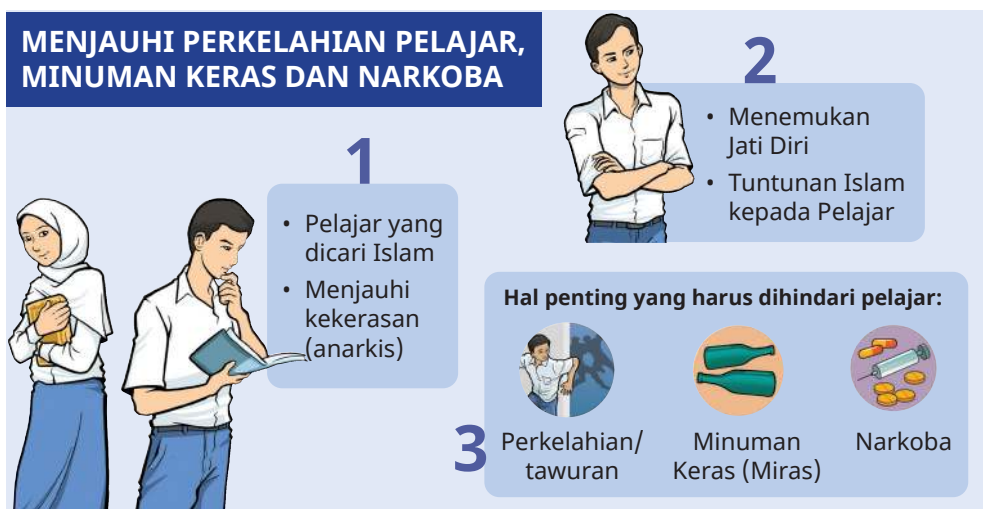 MENJAUHI PERKELAHIAN PELAJAR,
MINUMAN KERAS DAN NARKOBA
1
• Pelajar yang
dicari Islam
• Menjauhi
kekerasan
(anarkis)
2
• Menemukan
Jati Diri
• Tuntunan Islam
kepada Pelajar
3
Hal penting yang harus dihindari pelajar:
Perkelahian/
tawuran
Minuman
Keras (Miras)
Narkoba